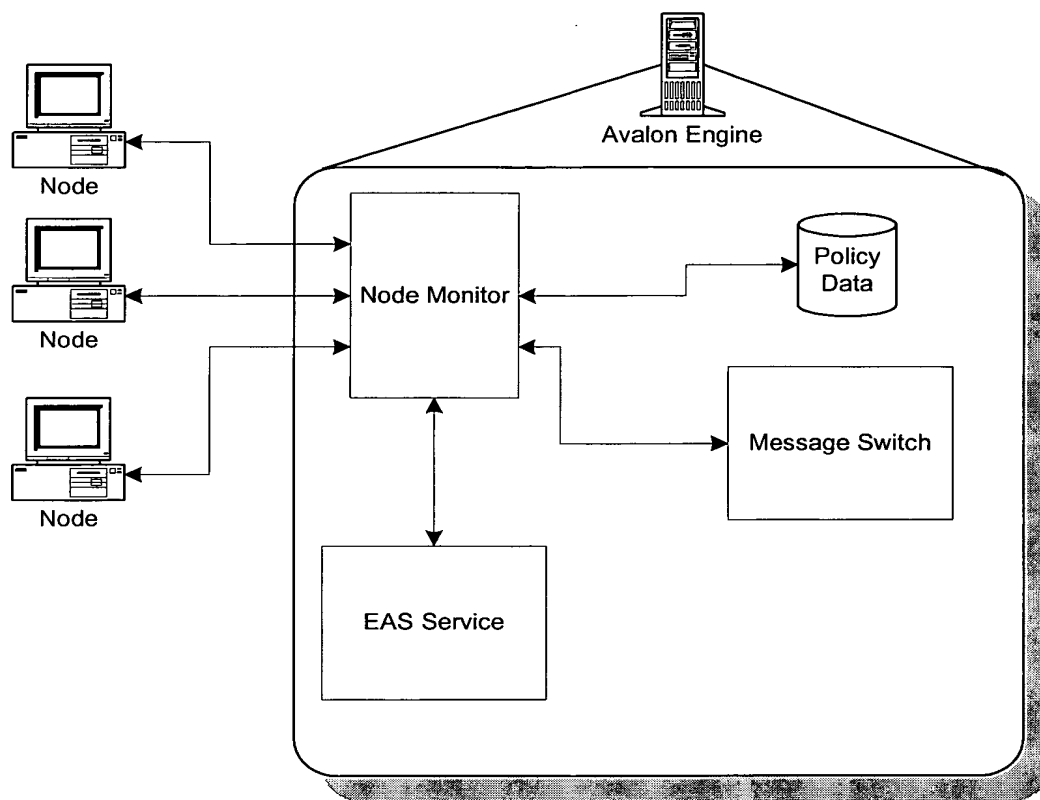 Avalon Engine
Node
Node
Node
Node Monitor
Policy
Data
Message Switch
EAS Service